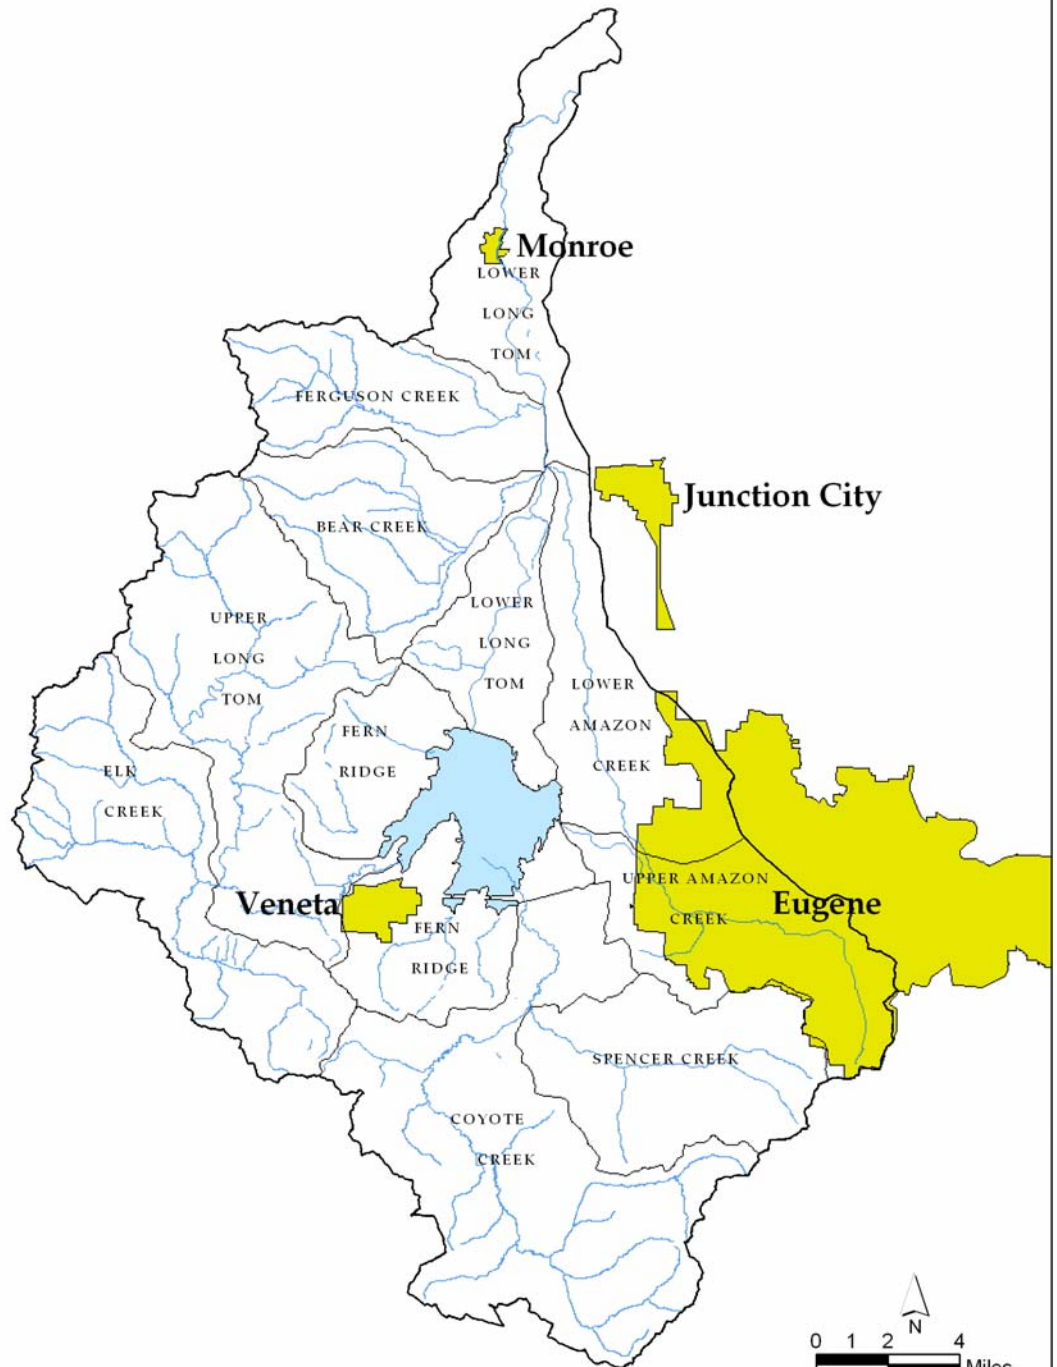 Monroe
LOWER
LONG
TOM
FERGUSON CREEK
Junction City
BEAR CREEK
LOWER
LONG
TOM
UPPER
LONG
TOM
LOWER
AMAZON
CREEK
FERN
RIDGE
ELK
CREEK
UPPER AMAZON
CREEK
Eugene
Veneta
FERN
RIDGE
SPENCER CREEK
COYOTE
CREEK
N
0 1 2 4
Miles